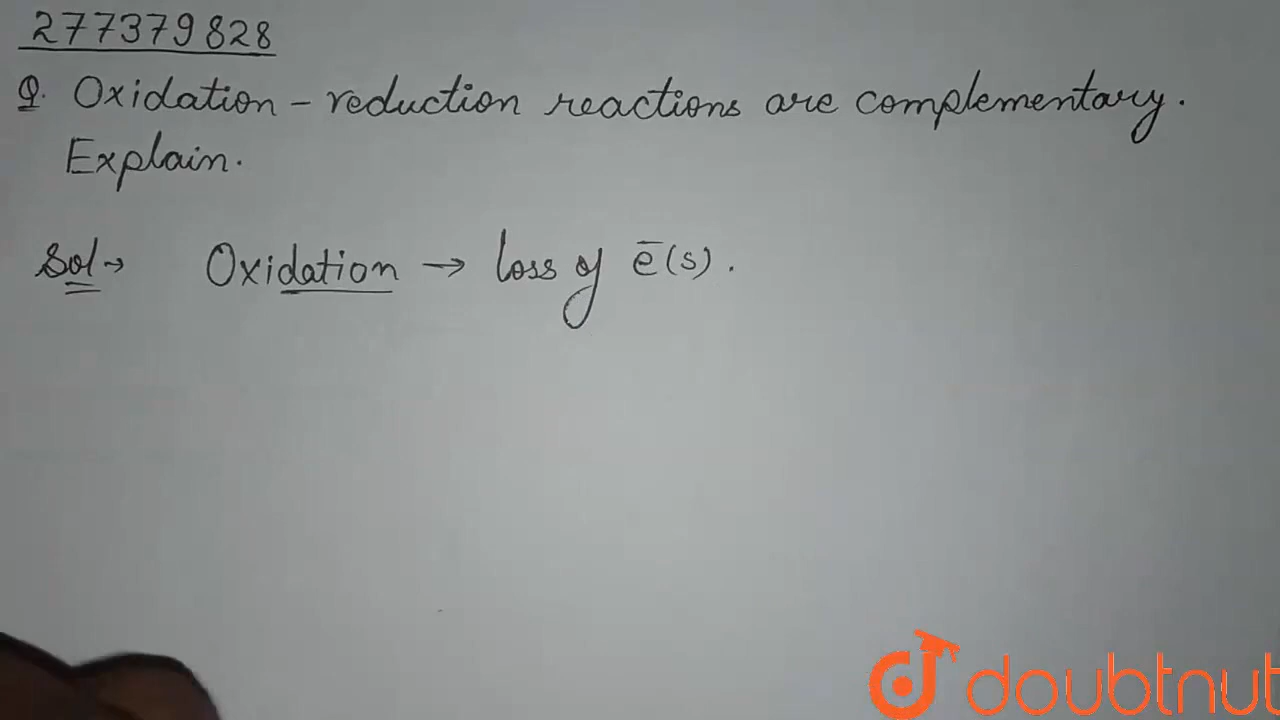 277379828
Q. Oxidation - reduction reactions are complementary.
Explain.
Sol → Oxidation → loss of e̅(s).
doubtnut